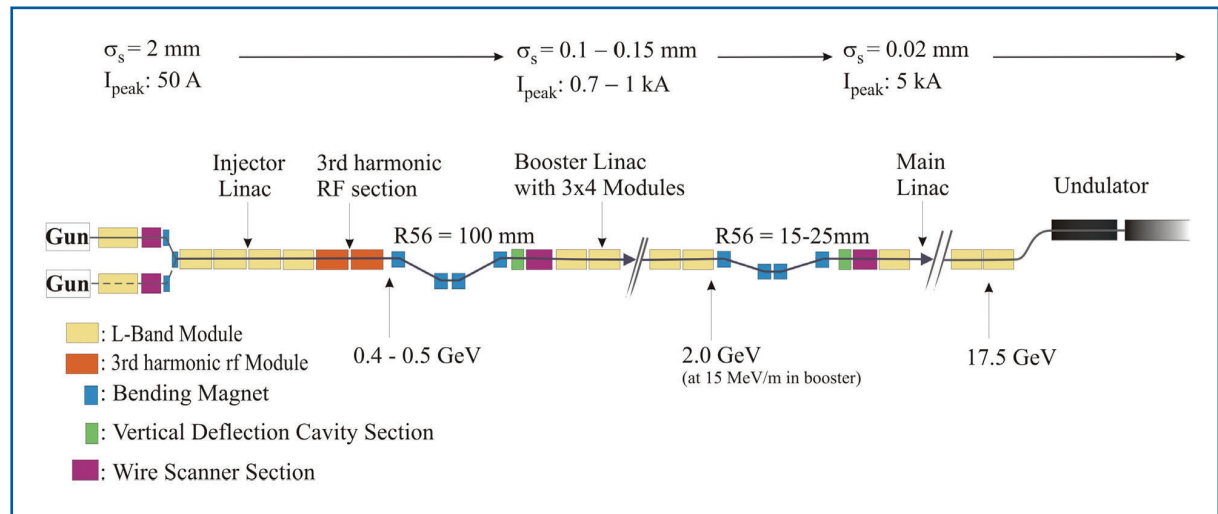 σs = 2 mm
Ipeak: 50 A
σs = 0.1 – 0.15 mm
Ipeak: 0.7 – 1 kA
σs = 0.02 mm
Ipeak: 5 kA
Injector
Linac
3rd harmonic
RF section
Booster Linac
with 3x4 Modules
Main
Linac
Undulator
Gun
R56 = 100 mm
R56 = 15-25mm
Gun
0.4 - 0.5 GeV
2.0 GeV
(at 15 MeV/m in booster)
17.5 GeV
: L-Band Module
: 3rd harmonic rf Module
: Bending Magnet
: Vertical Deflection Cavity Section
: Wire Scanner Section